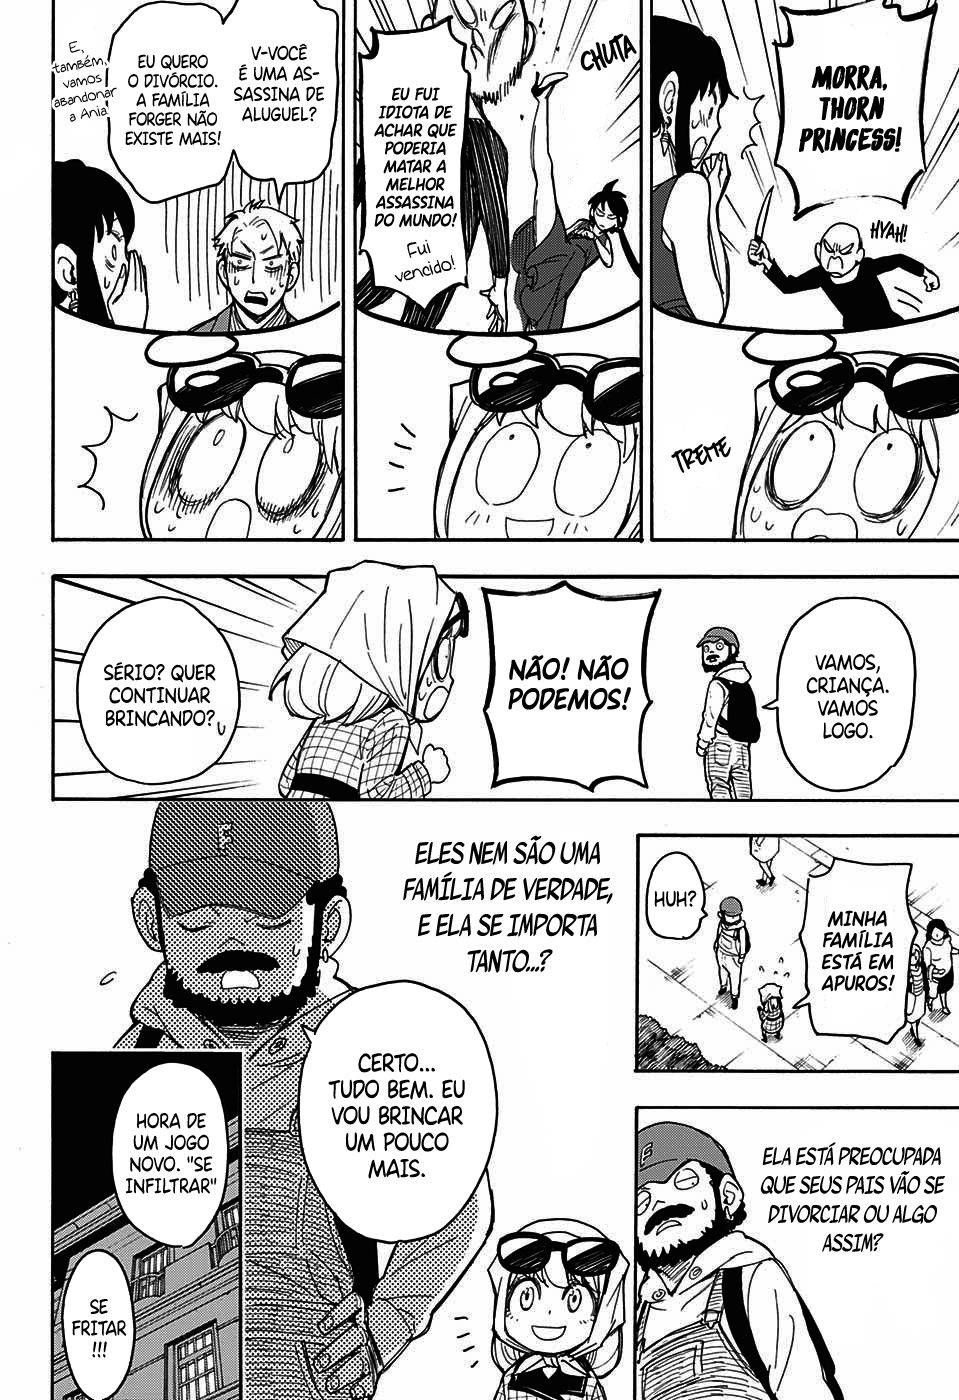 MORRA,
THORN
PRINCESS!
HYAH!
CHUTA
EU FUI
IDIOTA DE
ACHAR QUE
PODERIA
MATAR A
MELHOR
ASSASSINA
DO MUNDO!
Fui
vencido!
V-VOCÊ
É UMA AS-
SASSINA DE
ALUGUEL?
EU QUERO
O DIVÓRCIO.
A FAMÍLIA
FORGER NÃO
EXISTE MAIS!
E,
também,
vamos
abandonar
a Ania!
TREME
VAMOS,
CRIANÇA.
VAMOS
LOGO.
NÃO! NÃO
PODEMOS!
SÉRIO? QUER
CONTINUAR
BRINCANDO?
MINHA
FAMÍLIA
ESTÁ EM
APUROS!
HUH?
ELES NEM SÃO UMA
FAMÍLIA DE VERDADE,
E ELA SE IMPORTA
TANTO...?
F
ELA ESTÁ PREOCUPADA
QUE SEUS PAIS VÃO SE
DIVORCIAR OU ALGO
ASSIM?
F
CERTO...
TUDO BEM. EU
VOU BRINCAR
UM POUCO
MAIS.
HORA DE
UM JOGO
NOVO. "SE
INFILTRAR"
SE
FRITAR
!!!